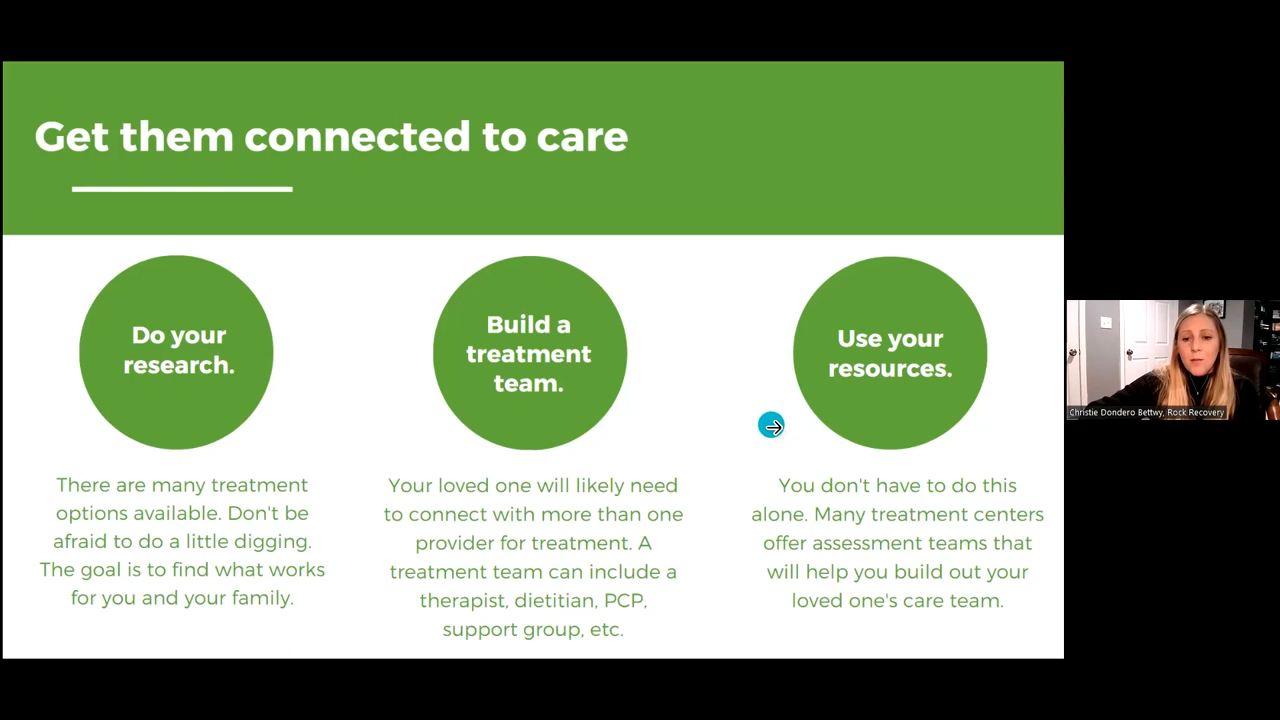 Get them connected to care
Do your
research.
There are many treatment
options available. Don't be
afraid to do a little digging.
The goal is to find what works
for you and your family.
Build a
treatment
team.
Your loved one will likely need
to connect with more than one
provider for treatment. A
treatment team can include a
therapist, dietitian, PCP,
support group, etc.
Use your
resources.
You don't have to do this
alone. Many treatment centers
offer assessment teams that
will help you build out your
loved one's care team.
Christie Dondero Bettwy, Rock Recovery